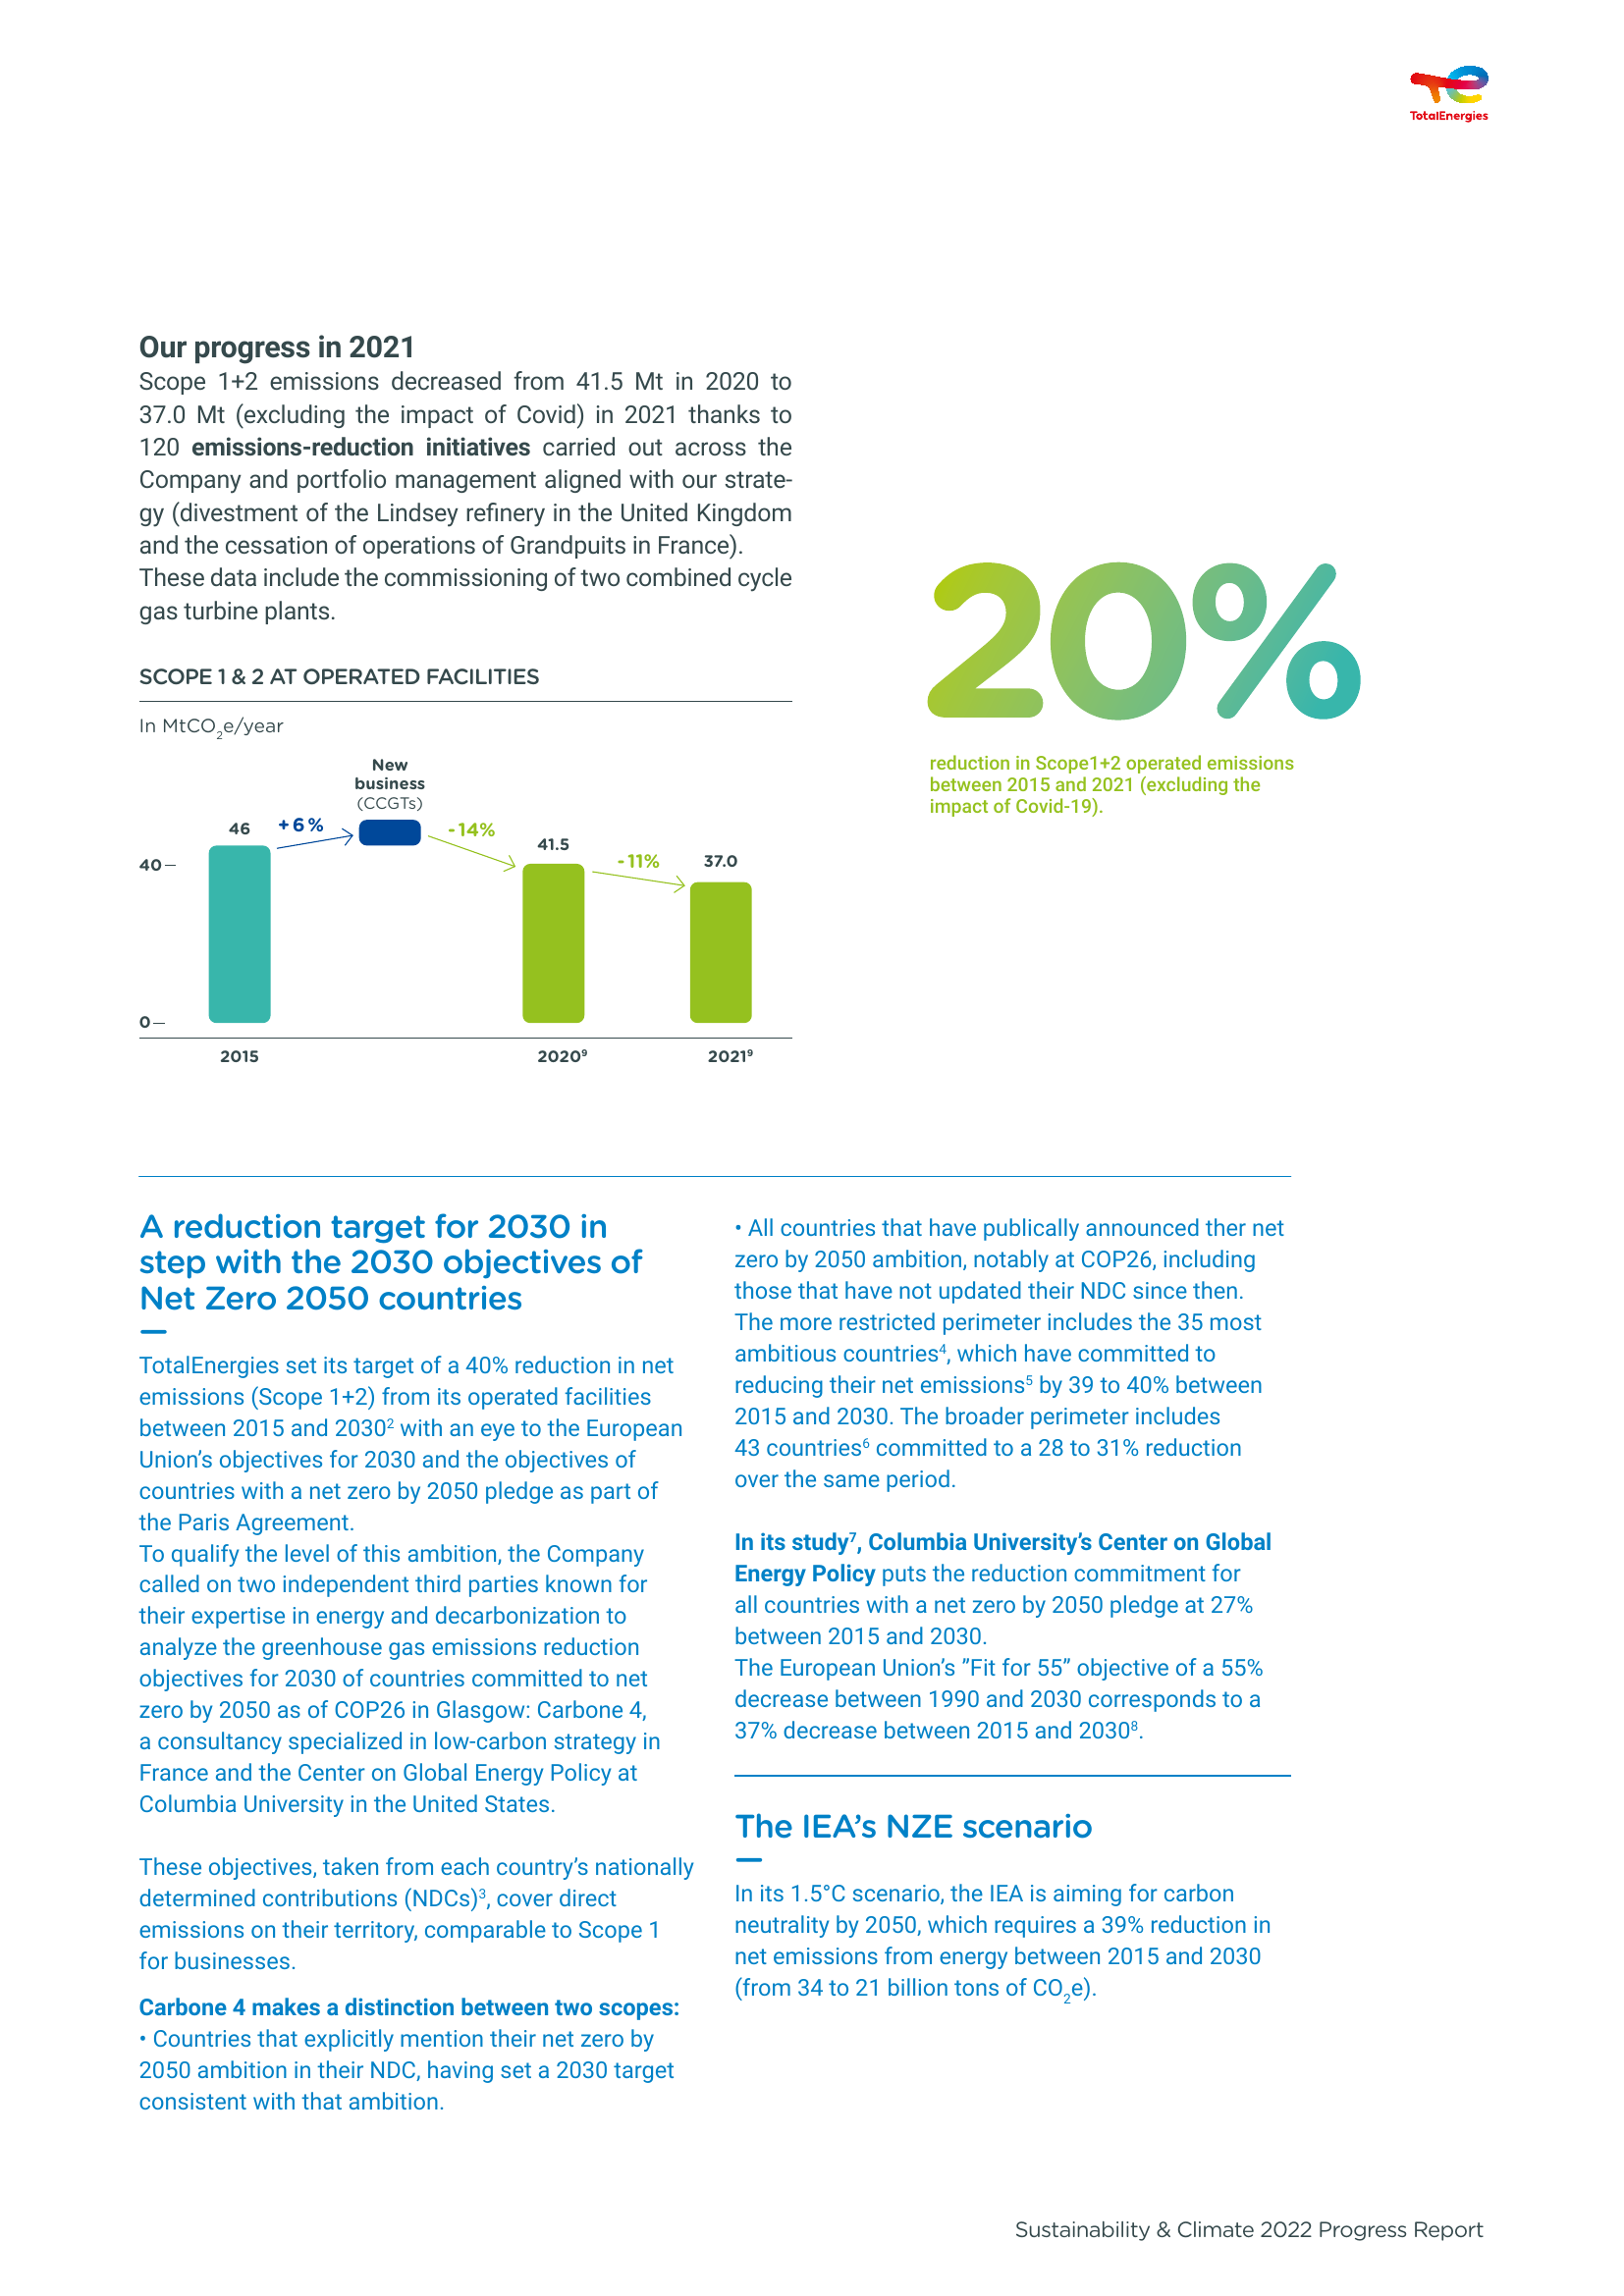 TotalEnergies
Our progress in 2021
Scope 1+2 emissions decreased from 41.5 Mt in 2020 to
37.0 Mt (excluding the impact of Covid) in 2021 thanks to
120 emissions-reduction initiatives carried out across the
Company and portfolio management aligned with our strate-
gy (divestment of the Lindsey refinery in the United Kingdom
and the cessation of operations of Grandpuits in France).
These data include the commissioning of two combined cycle
gas turbine plants.
SCOPE 1 & 2 AT OPERATED FACILITIES
In MtCO₂e/year
New
business
(CCGTs)
46
+6%
-14%
41.5
-11%
37.0
40
0
2015
2020⁹
2021⁹
20%
reduction in Scope1+2 operated emissions
between 2015 and 2021 (excluding the
impact of Covid-19).
A reduction target for 2030 in
step with the 2030 objectives of
Net Zero 2050 countries
TotalEnergies set its target of a 40% reduction in net
emissions (Scope 1+2) from its operated facilities
between 2015 and 2030² with an eye to the European
Union’s objectives for 2030 and the objectives of
countries with a net zero by 2050 pledge as part of
the Paris Agreement.
To qualify the level of this ambition, the Company
called on two independent third parties known for
their expertise in energy and decarbonization to
analyze the greenhouse gas emissions reduction
objectives for 2030 of countries committed to net
zero by 2050 as of COP26 in Glasgow: Carbone 4,
a consultancy specialized in low-carbon strategy in
France and the Center on Global Energy Policy at
Columbia University in the United States.
These objectives, taken from each country’s nationally
determined contributions (NDCs)³, cover direct
emissions on their territory, comparable to Scope 1
for businesses.
Carbone 4 makes a distinction between two scopes:
• Countries that explicitly mention their net zero by
2050 ambition in their NDC, having set a 2030 target
consistent with that ambition.
• All countries that have publically announced ther net
zero by 2050 ambition, notably at COP26, including
those that have not updated their NDC since then.
The more restricted perimeter includes the 35 most
ambitious countries⁴, which have committed to
reducing their net emissions⁵ by 39 to 40% between
2015 and 2030. The broader perimeter includes
43 countries⁶ committed to a 28 to 31% reduction
over the same period.
In its study⁷, Columbia University’s Center on Global
Energy Policy puts the reduction commitment for
all countries with a net zero by 2050 pledge at 27%
between 2015 and 2030.
The European Union’s ”Fit for 55” objective of a 55%
decrease between 1990 and 2030 corresponds to a
37% decrease between 2015 and 2030⁸.
The IEA’s NZE scenario
In its 1.5°C scenario, the IEA is aiming for carbon
neutrality by 2050, which requires a 39% reduction in
net emissions from energy between 2015 and 2030
(from 34 to 21 billion tons of CO₂e).
Sustainability & Climate 2022 Progress Report